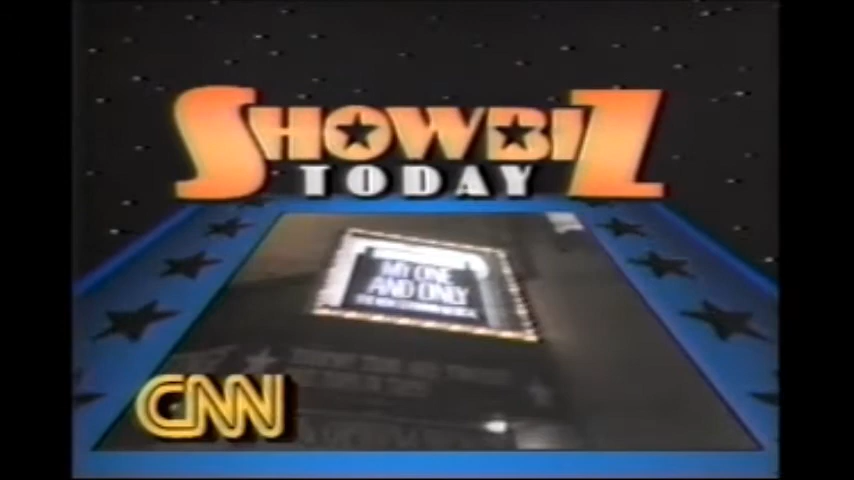 SHOWBIZ
TODAY
MY ONE
AND ONLY
CNN